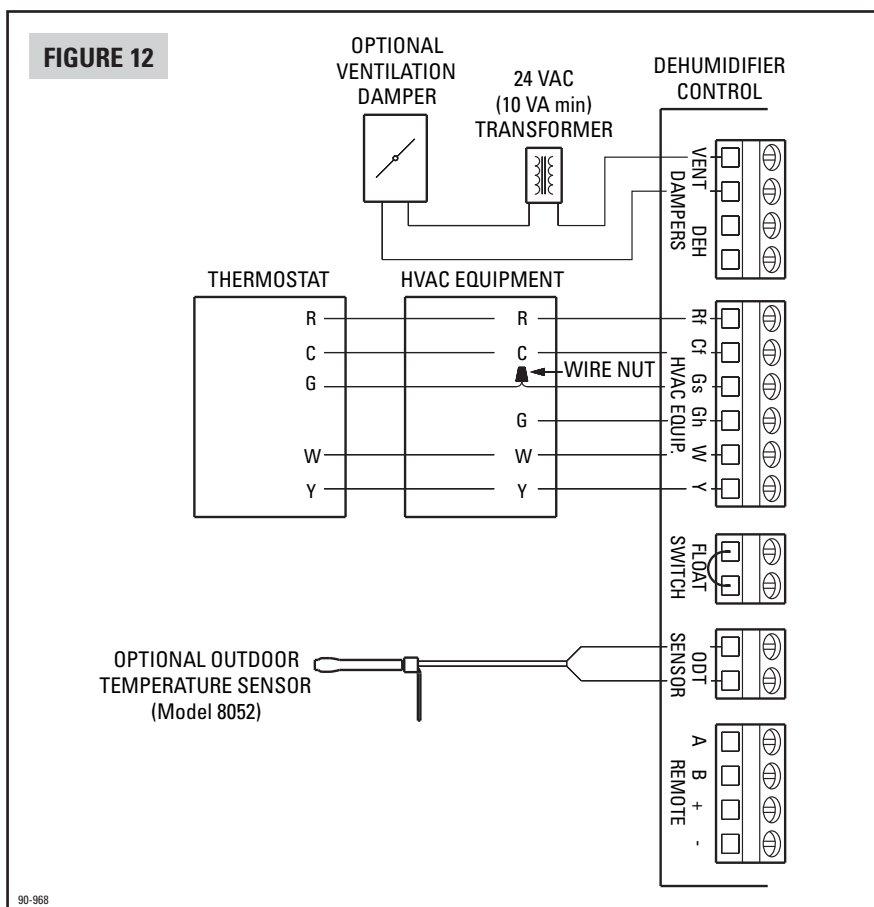 FIGURE 12
OPTIONAL
VENTILATION
DAMPER
24 VAC
(10 VA min)
TRANSFORMER
DEHUMIDIFIER
CONTROL
VENT
DEH
DAMPERS
THERMOSTAT
HVAC EQUIPMENT
R
R
Rf
C
C
Cf
WIRE NUT
G
Gs
G
Gh
W
W
W
Y
Y
Y
HVAC EQUIP.
FLOAT
SWITCH
OPTIONAL OUTDOOR
TEMPERATURE SENSOR
(Model 8052)
ODT
SENSOR
A
B
+
-
REMOTE
90-968